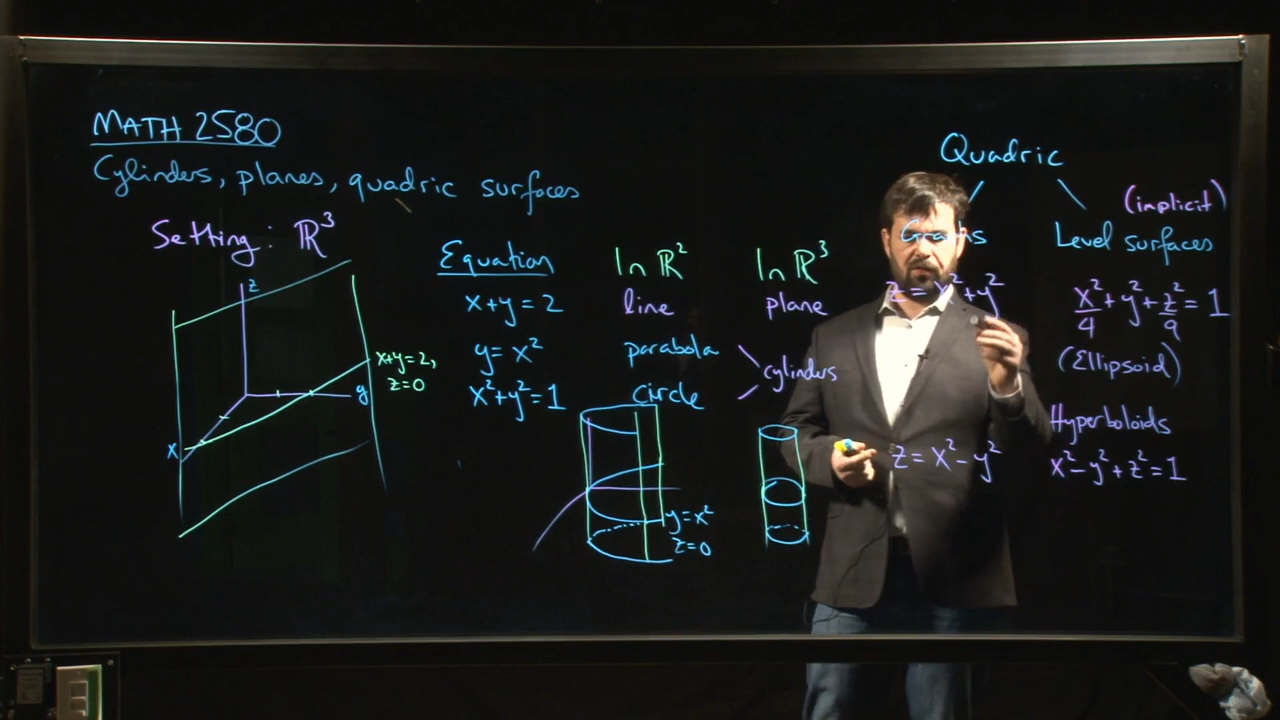 MATH 2580
Cylinders, planes, quadric surfaces
Setting: ℝ³
z
x
y
x+y=2,
z=0
Equation
x+y=2
y=x²
x²+y²=1
In ℝ²
line
parabola
circle
In ℝ³
plane
cylinders
y=x²
z=0
Quadric
Graphs
z=x²+y²
z=x²-y²
(implicit)
Level surfaces
x²/4+y²+z²/9=1
(Ellipsoid)
Hyperboloids
x²-y²+z²=1